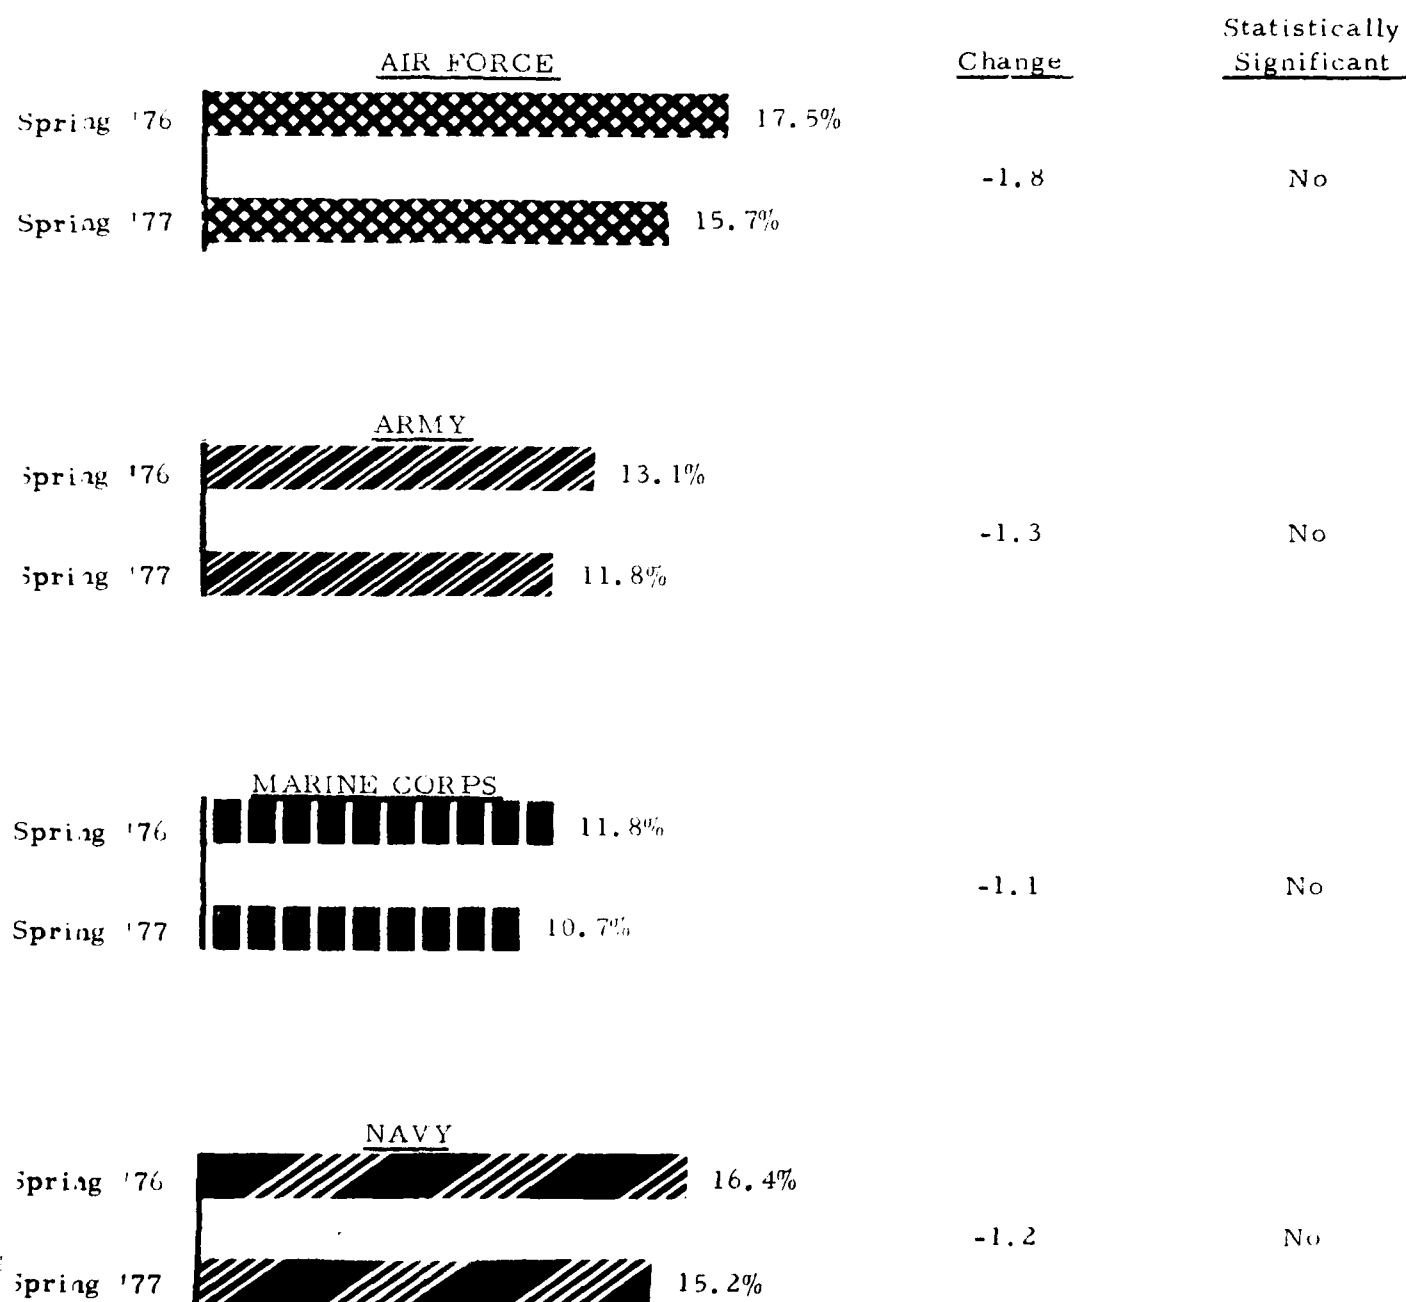 Statistically
AIR FORCE Change Significant
Spring '76 17.5%
-1.8 No
Spring '77 15.7%
ARMY
Spring '76 13.1%
-1.3 No
Spring '77 11.8%
MARINE CORPS
Spring '76 11.8%
-1.1 No
Spring '77 10.7%
NAVY
Spring '76 16.4%
-1.2 No
Spring '77 15.2%